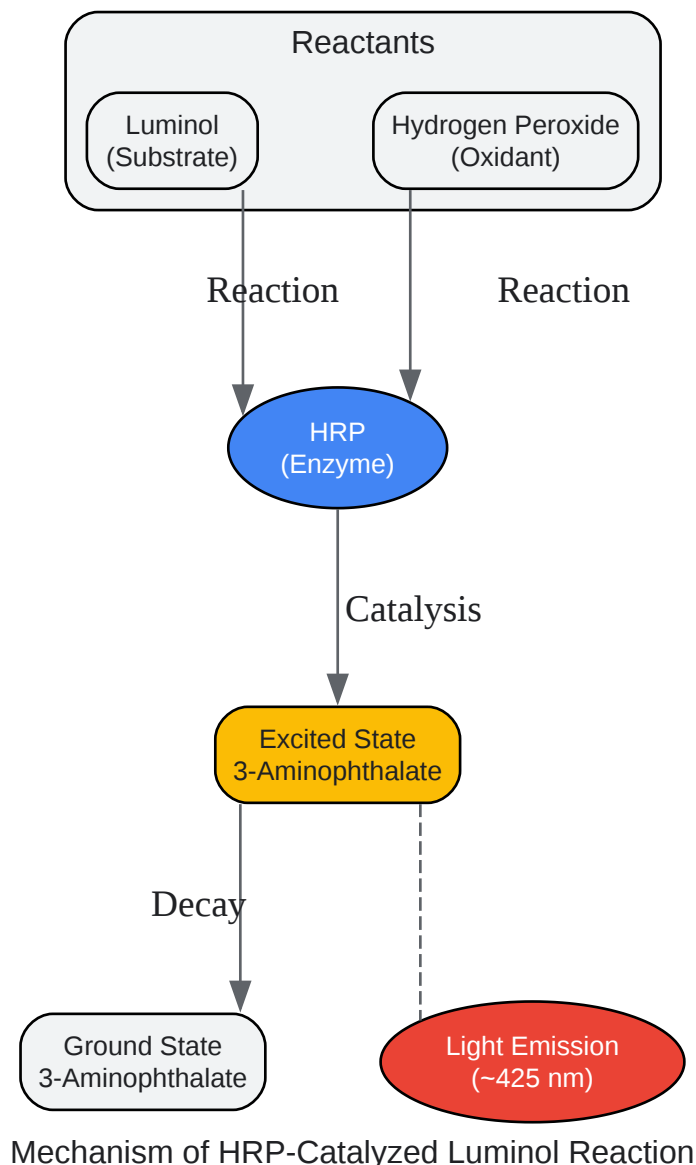 Reactants
Luminol
(Substrate)
Hydrogen Peroxide
(Oxidant)
Reaction
Reaction
HRP
(Enzyme)
Catalysis
Excited State
3-Aminophthalate
Decay
Ground State
3-Aminophthalate
Light Emission
(~425 nm)
Mechanism of HRP-Catalyzed Luminol Reaction